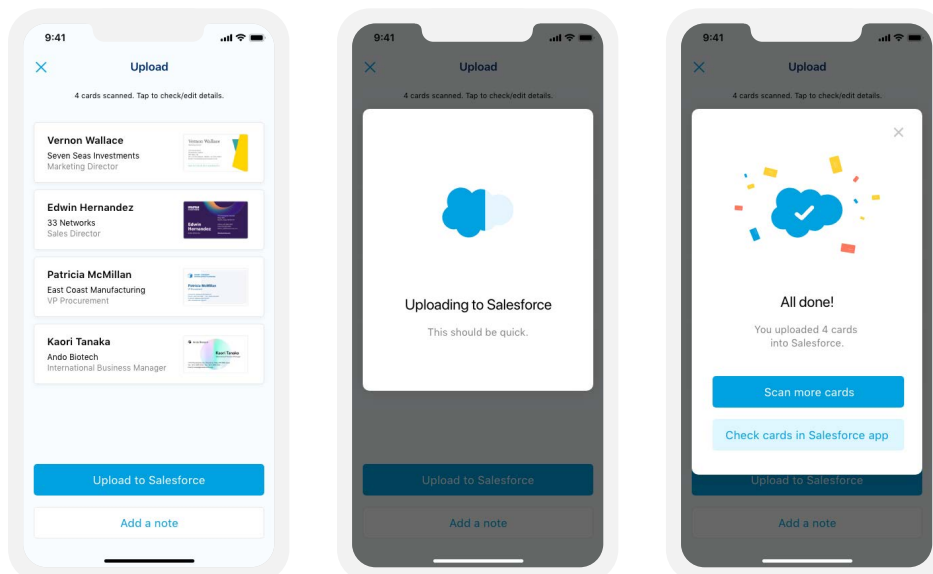 9:41
Upload
4 cards scanned. Tap to check/edit details.
Vernon Wallace
Seven Seas Investments
Marketing Director
Vernon Wallace
Edwin Hernandez
33 Networks
Sales Director
Edwin
Hernandez
Patricia McMillan
East Coast Manufacturing
VP Procurement
Patricia McMillan
Kaori Tanaka
Ando Biotech
International Business Manager
Kaori Tanaka
Upload to Salesforce
Add a note
9:41
Upload
4 cards scanned. Tap to check/edit details.
Uploading to Salesforce
This should be quick.
Upload to Salesforce
Add a note
9:41
Upload
4 cards scanned. Tap to check/edit details.
All done!
You uploaded 4 cards
into Salesforce.
Scan more cards
Check cards in Salesforce app
Upload to Salesforce
Add a note